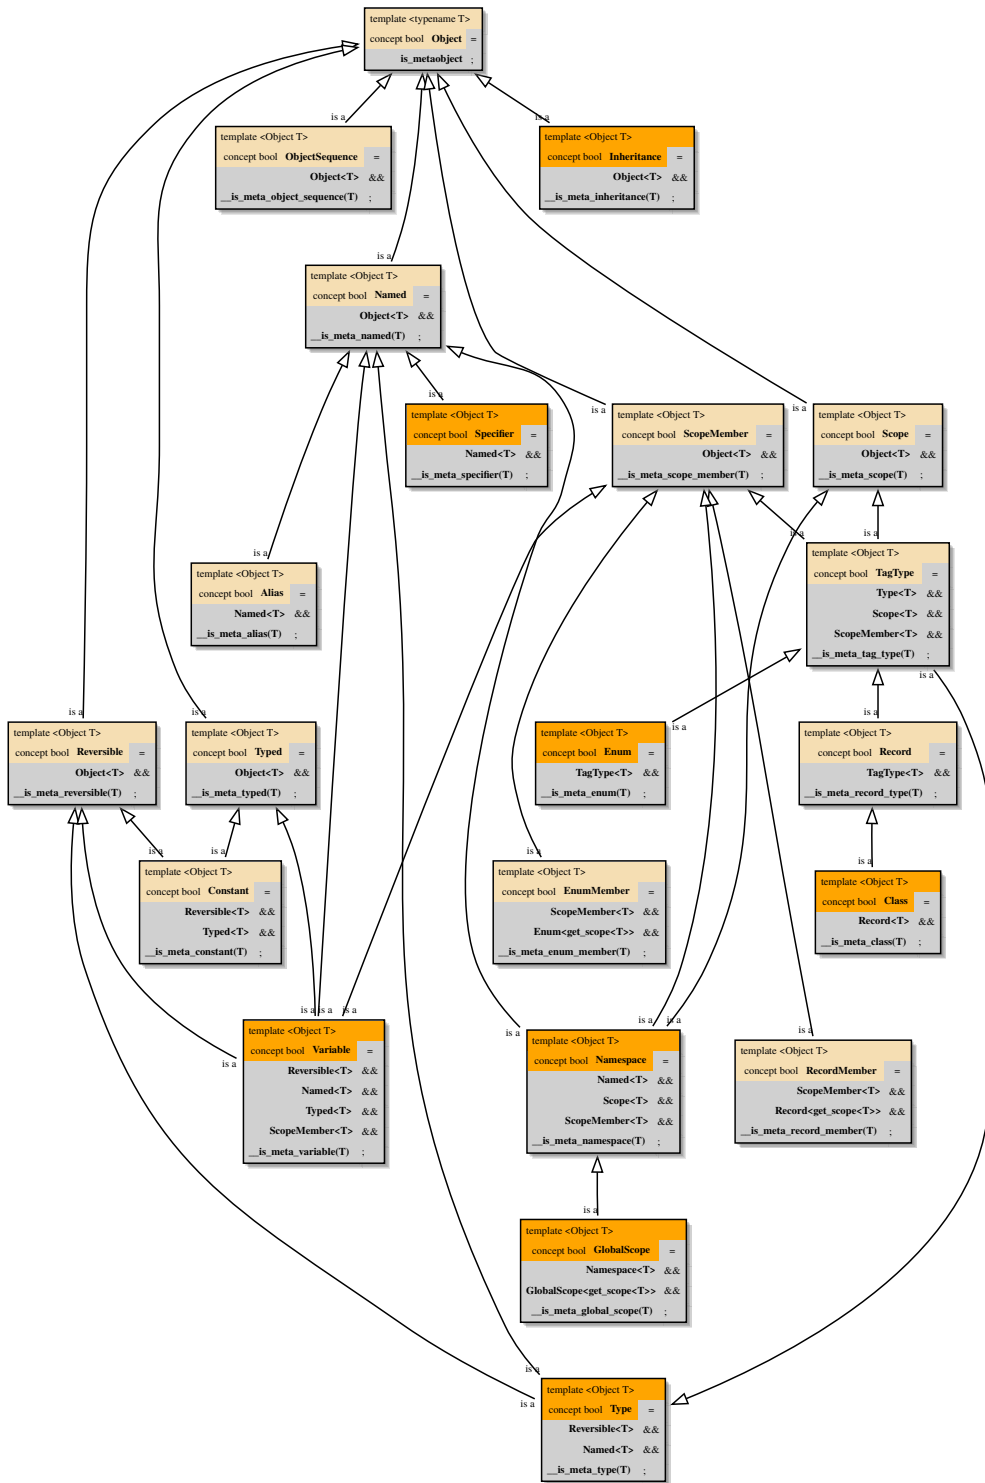 template <typename T>
concept bool Object =
is_metaobject ;
is a
is a
template <Object T>
concept bool ObjectSequence =
Object<T> &&
__is_meta_object_sequence(T) ;
template <Object T>
concept bool Inheritance =
Object<T> &&
__is_meta_inheritance(T) ;
is a
template <Object T>
concept bool Named =
Object<T> &&
__is_meta_named(T) ;
is a
is a
is a
template <Object T>
concept bool Specifier =
Named<T> &&
__is_meta_specifier(T) ;
template <Object T>
concept bool ScopeMember =
Object<T> &&
__is_meta_scope_member(T) ;
template <Object T>
concept bool Scope =
Object<T> &&
__is_meta_scope(T) ;
is a
is a
is a
template <Object T>
concept bool Alias =
Named<T> &&
__is_meta_alias(T) ;
template <Object T>
concept bool TagType =
Type<T> &&
Scope<T> &&
ScopeMember<T> &&
__is_meta_tag_type(T) ;
is a
is a
is a
is a
is a
template <Object T>
concept bool Reversible =
Object<T> &&
__is_meta_reversible(T) ;
template <Object T>
concept bool Typed =
Object<T> &&
__is_meta_typed(T) ;
template <Object T>
concept bool Enum =
TagType<T> &&
__is_meta_enum(T) ;
template <Object T>
concept bool Record =
TagType<T> &&
__is_meta_record_type(T) ;
is a
is a
is a
is a
template <Object T>
concept bool Constant =
Reversible<T> &&
Typed<T> &&
__is_meta_constant(T) ;
template <Object T>
concept bool EnumMember =
ScopeMember<T> &&
Enum<get_scope<T>> &&
__is_meta_enum_member(T) ;
template <Object T>
concept bool Class =
Record<T> &&
__is_meta_class(T) ;
is a
is a
is a
is a
is a
is a
is a
is a
template <Object T>
concept bool Variable =
Reversible<T> &&
Named<T> &&
Typed<T> &&
ScopeMember<T> &&
__is_meta_variable(T) ;
template <Object T>
concept bool Namespace =
Named<T> &&
Scope<T> &&
ScopeMember<T> &&
__is_meta_namespace(T) ;
template <Object T>
concept bool RecordMember =
ScopeMember<T> &&
Record<get_scope<T>> &&
__is_meta_record_member(T) ;
is a
template <Object T>
concept bool GlobalScope =
Namespace<T> &&
GlobalScope<get_scope<T>> &&
__is_meta_global_scope(T) ;
is a
is a
template <Object T>
concept bool Type =
Reversible<T> &&
Named<T> &&
__is_meta_type(T) ;